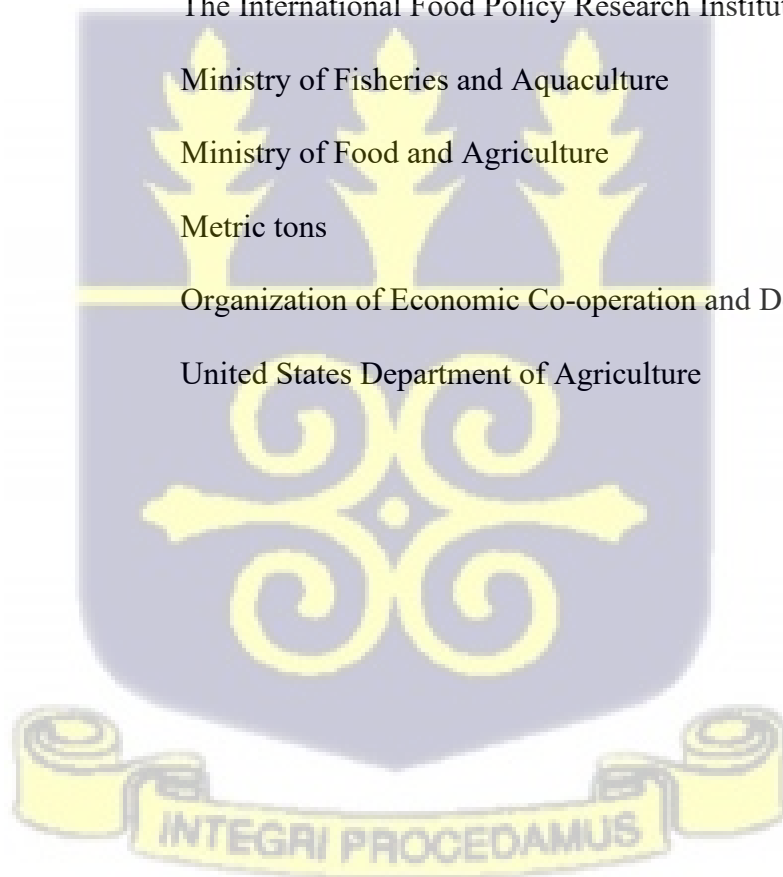 The International Food Policy Research Institut
Ministry of Fisheries and Aquaculture
Ministry of Food and Agriculture
Metric tons
Organization of Economic Co-operation and D
United States Department of Agriculture
INTEGRI PROCEDAMUS